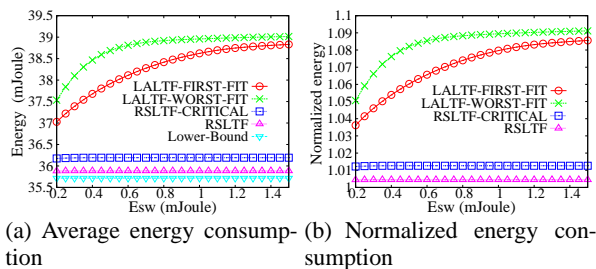 39.5
39
38.5
38
37.5
37
36.5
36
35.5
Energy (mJoule)
LALTF-FIRST-FIT
LALTF-WORST-FIT
RSLTF-CRITICAL
RSLTF
Lower-Bound
0.2 0.4 0.6 0.8 1 1.2 1.4
Esw (mJoule)
1.09
1.08
1.07
1.06
1.05
1.04
1.03
1.02
1.01
1
Normalized energy
LALTF-FIRST-FIT
LALTF-WORST-FIT
RSLTF-CRITICAL
RSLTF
0.2 0.4 0.6 0.8 1 1.2 1.4
Esw (mJoule)
(a) Average energy consump-
tion
(b) Normalized energy con-
sumption